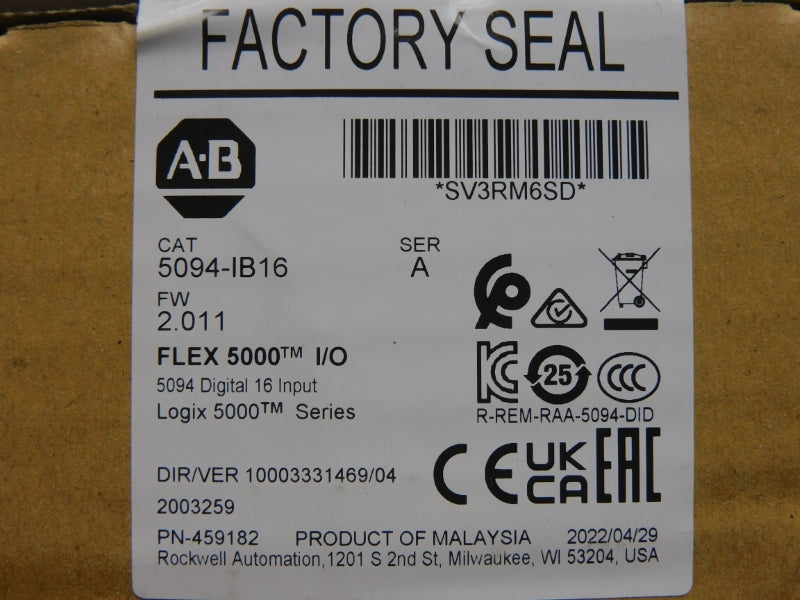 FACTORY SEAL
A·B
*SV3RM6SD*
CAT
5094-IB16
SER
A
FW
2.011
FLEX 5000™ I/O
5094 Digital 16 Input
Logix 5000™ Series
KC
25
CCC
R-REM-RAA-5094-DID
CE
UK
CA
EAC
DIR/VER 10003331469/04
2003259
PN-459182 PRODUCT OF MALAYSIA 2022/04/29
Rockwell Automation,1201 S 2nd St, Milwaukee, WI 53204, USA